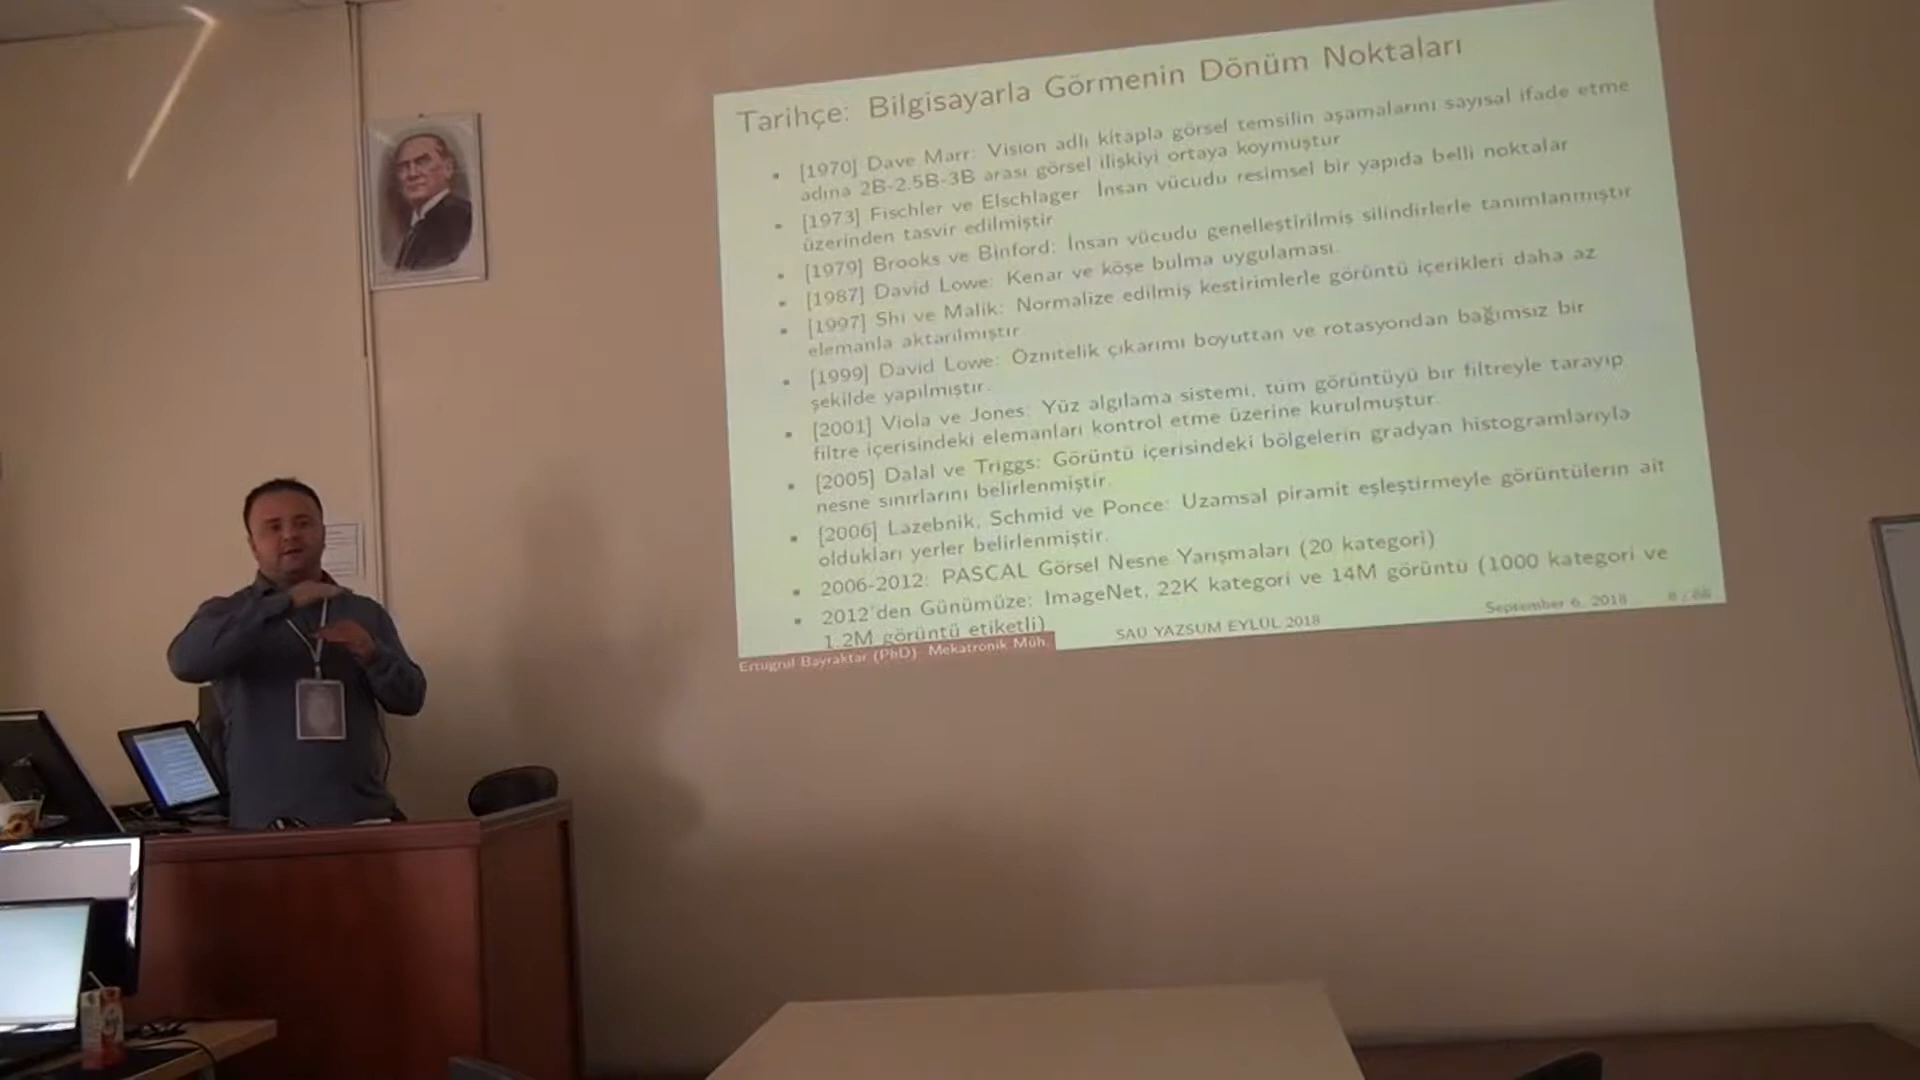 Tarihçe: Bilgisayarla Görmenin Dönüm Noktaları
[1970] Dave Marr: Vision adlı kitapla görsel temsilin aşamalarını sayısal ifade etme
adına 2B-2.5B-3B arası görsel ilişkiyi ortaya koymuştur
[1973] Fischler ve Elschlager İnsan vücudu resimsel bir yapıda belli noktalar
üzerinden tasvir edilmiştir
[1979] Brooks ve Binford: İnsan vücudu genelleştirilmiş silindirlerle tanımlanmıştır
[1987] David Lowe: Kenar ve köşe bulma uygulaması.
[1997] Shi ve Malik: Normalize edilmiş kestirimlerle görüntü içerikleri daha az
elemanla aktarılmıştır
[1999] David Lowe: Öznitelik çıkarımı boyuttan ve rotasyondan bağımsız bir
şekilde yapılmıştır.
[2001] Viola ve Jones: Yüz algılama sistemi, tüm görüntüyü bir filtreyle tarayıp
filtre içerisindeki elemanları kontrol etme üzerine kurulmuştur.
[2005] Dalal ve Triggs: Görüntü içerisindeki bölgelerin gradyan histogramlarıyla
nesne sınırlarını belirlenmiştir.
[2006] Lazebnik, Schmid ve Ponce: Uzamsal piramit eşleştirmeyle görüntülerin ait
oldukları yerler belirlenmiştir.
2006-2012: PASCAL Görsel Nesne Yarışmaları (20 kategori)
2012'den Günümüze: ImageNet, 22K kategori ve 14M görüntü (1000 kategori ve
1.2M görüntü etiketli)
Ertuğrul Bayraktar (PhD) Mekatronik Müh.
SAU YAZSUM EYLUL 2018
September 6, 2018